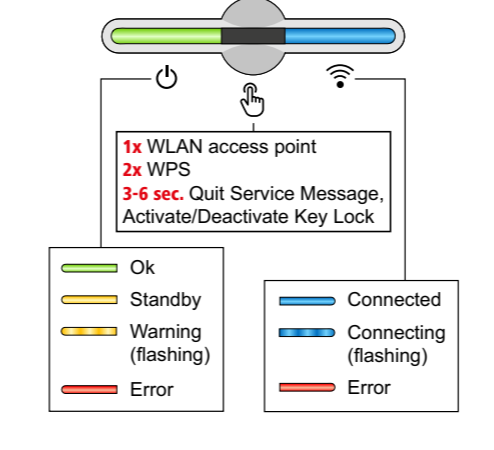 1x WLAN access point
2x WPS
3-6 sec. Quit Service Message,
Activate/Deactivate Key Lock
Ok
Standby
Warning
(flashing)
Error
Connected
Connecting
(flashing)
Error